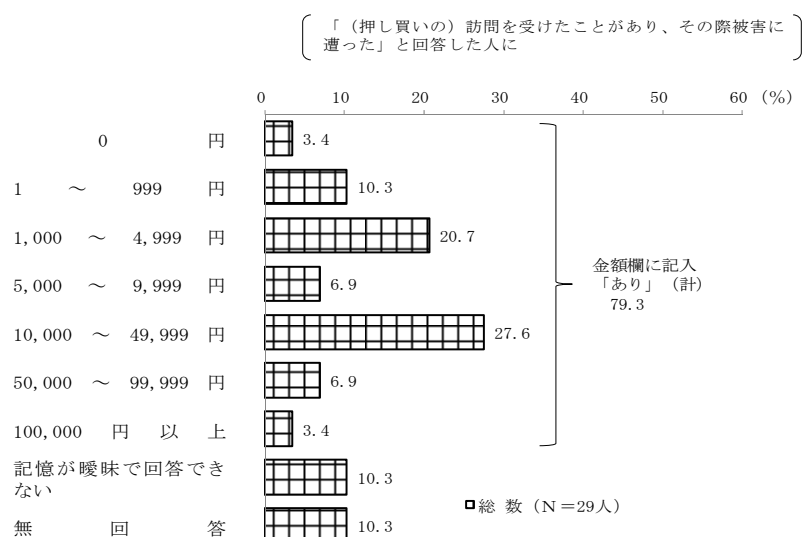 「（押し買いの）訪問を受けたことがあり、その際被害に
遭った」と回答した人に
0 10 20 30 40 50 60 （%）
0 円 3.4
1 ～ 999 円 10.3
1,000 ～ 4,999 円 20.7
5,000 ～ 9,999 円 6.9
10,000 ～ 49,999 円 27.6
50,000 ～ 99,999 円 6.9
100,000 円 以 上 3.4
金額欄に記入
「あり」（計）
79.3
記憶が曖昧で回答でき
ない
10.3
無 回 答 10.3
総 数（N＝29人）